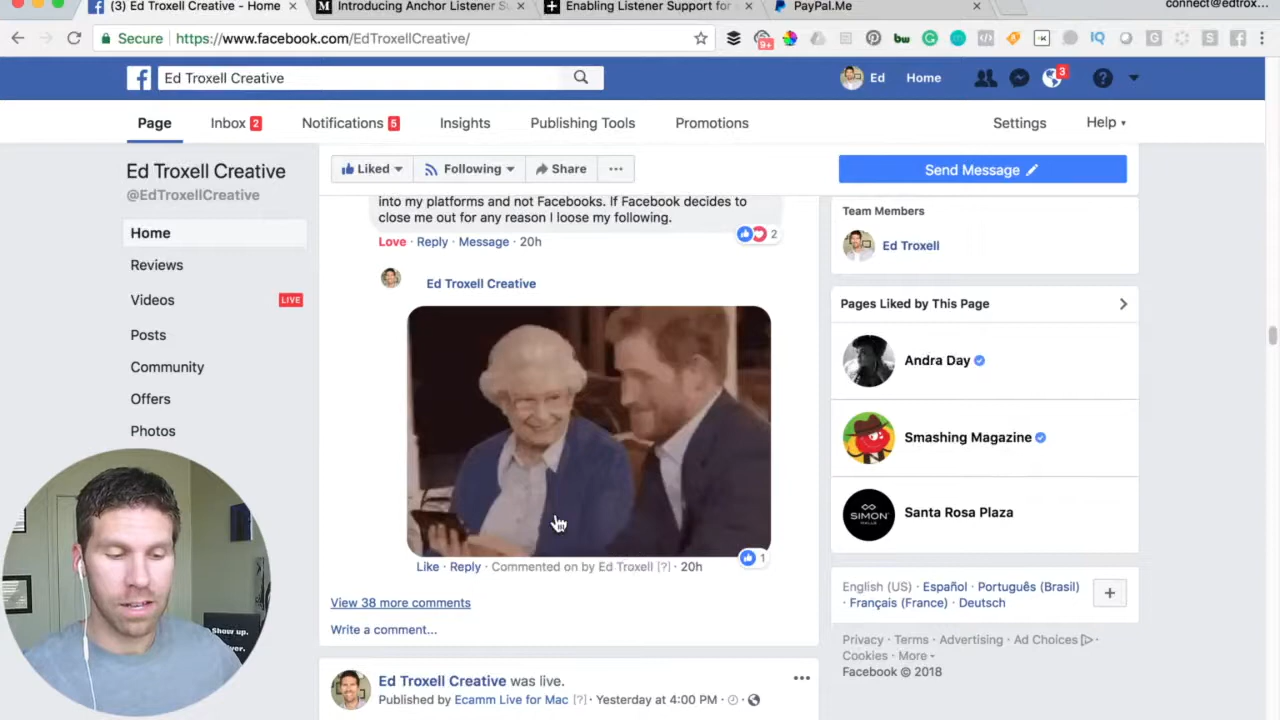 (3) Ed Troxell Creative - Home
Introducing Anchor Listener S
Enabling Listener Support for
PayPal.Me
connect@edtrox...
Secure
https://www.facebook.com/EdTroxellCreative/
9+
bw
IQ
Ed Troxell Creative
Ed
Home
3
Page
Inbox 2
Notifications 5
Insights
Publishing Tools
Promotions
Settings
Help
Ed Troxell Creative
@EdTroxellCreative
Home
Reviews
Videos
LIVE
Posts
Community
Offers
Photos
Liked
Following
Share
Send Message
into my platforms and not Facebooks. If Facebook decides to
close me out for any reason I loose my following.
Love · Reply · Message · 20h
2
Ed Troxell Creative
Like · Reply · Commented on by Ed Troxell [?] · 20h
1
View 38 more comments
Write a comment...
Ed Troxell Creative was live.
Published by Ecamm Live for Mac [?] · Yesterday at 4:00 PM ·
Team Members
Ed Troxell
Pages Liked by This Page
Andra Day
Smashing Magazine
SIMON
Santa Rosa Plaza
English (US) · Español · Português (Brasil) ·
Français (France) · Deutsch
Privacy · Terms · Advertising · Ad Choices ·
Cookies · More
Facebook © 2018
Show up.